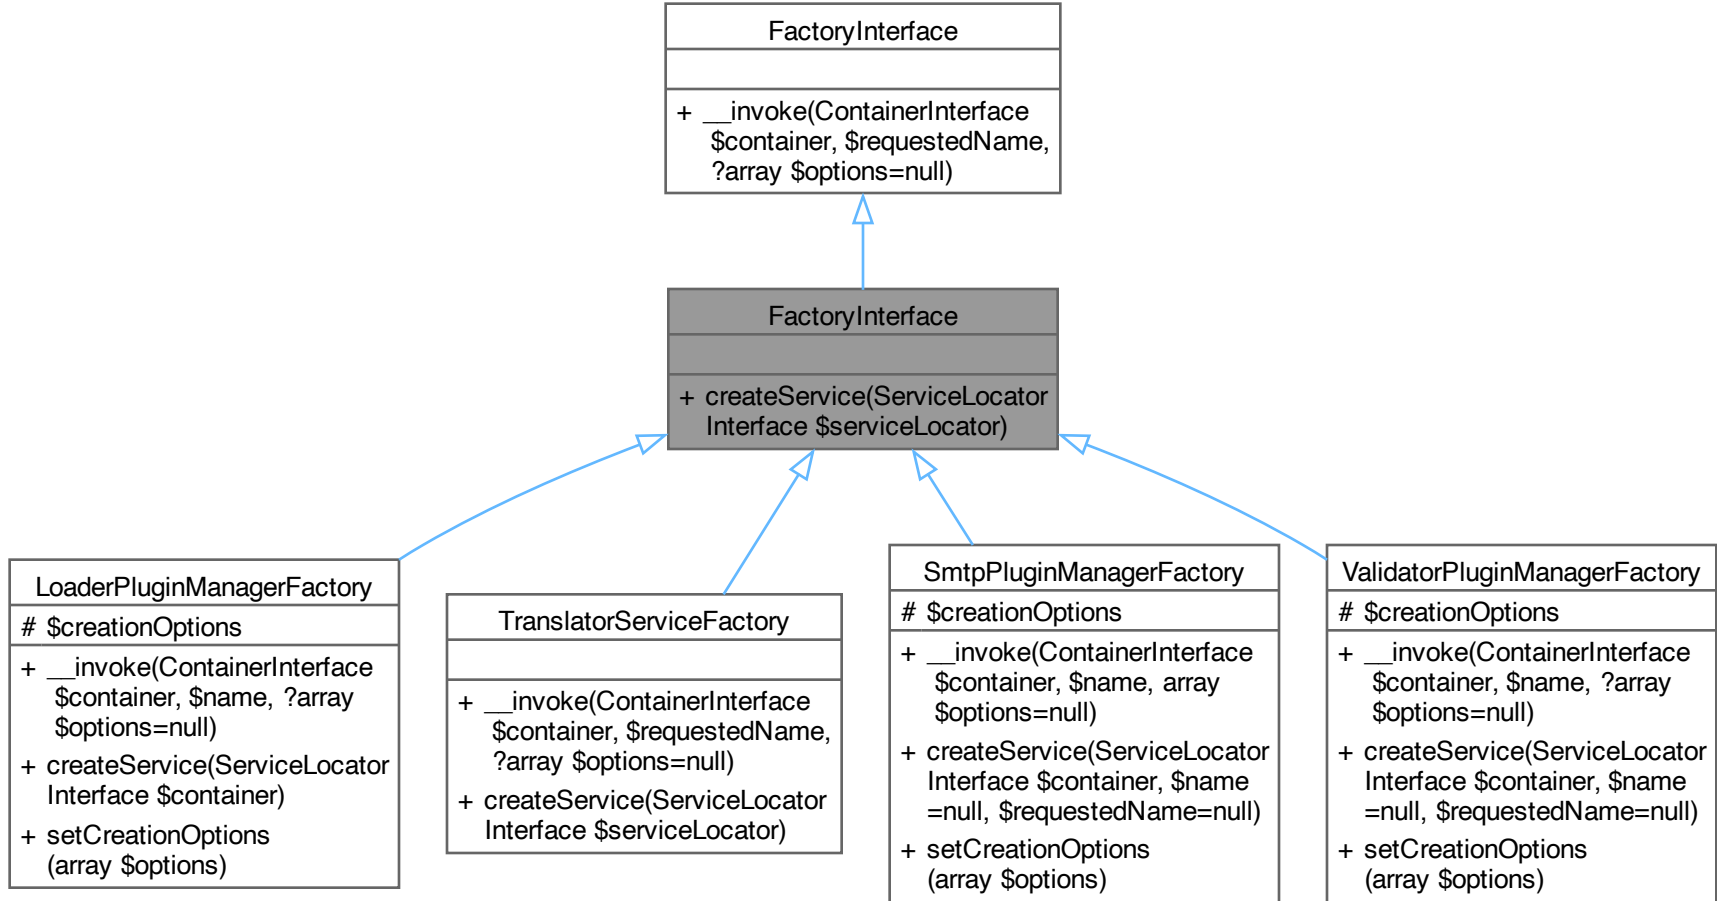 FactoryInterface
+ __invoke(ContainerInterface
$container, $requestedName,
?array $options=null)
FactoryInterface
+ createService(ServiceLocator
Interface $serviceLocator)
LoaderPluginManagerFactory
# $creationOptions
+ __invoke(ContainerInterface
$container, $name, ?array
$options=null)
+ createService(ServiceLocator
Interface $container)
+ setCreationOptions
(array $options)
TranslatorServiceFactory
+ __invoke(ContainerInterface
$container, $requestedName,
?array $options=null)
+ createService(ServiceLocator
Interface $serviceLocator)
SmtpPluginManagerFactory
# $creationOptions
+ __invoke(ContainerInterface
$container, $name, array
$options=null)
+ createService(ServiceLocator
Interface $container, $name
=null, $requestedName=null)
+ setCreationOptions
(array $options)
ValidatorPluginManagerFactory
# $creationOptions
+ __invoke(ContainerInterface
$container, $name, ?array
$options=null)
+ createService(ServiceLocator
Interface $container, $name
=null, $requestedName=null)
+ setCreationOptions
(array $options)